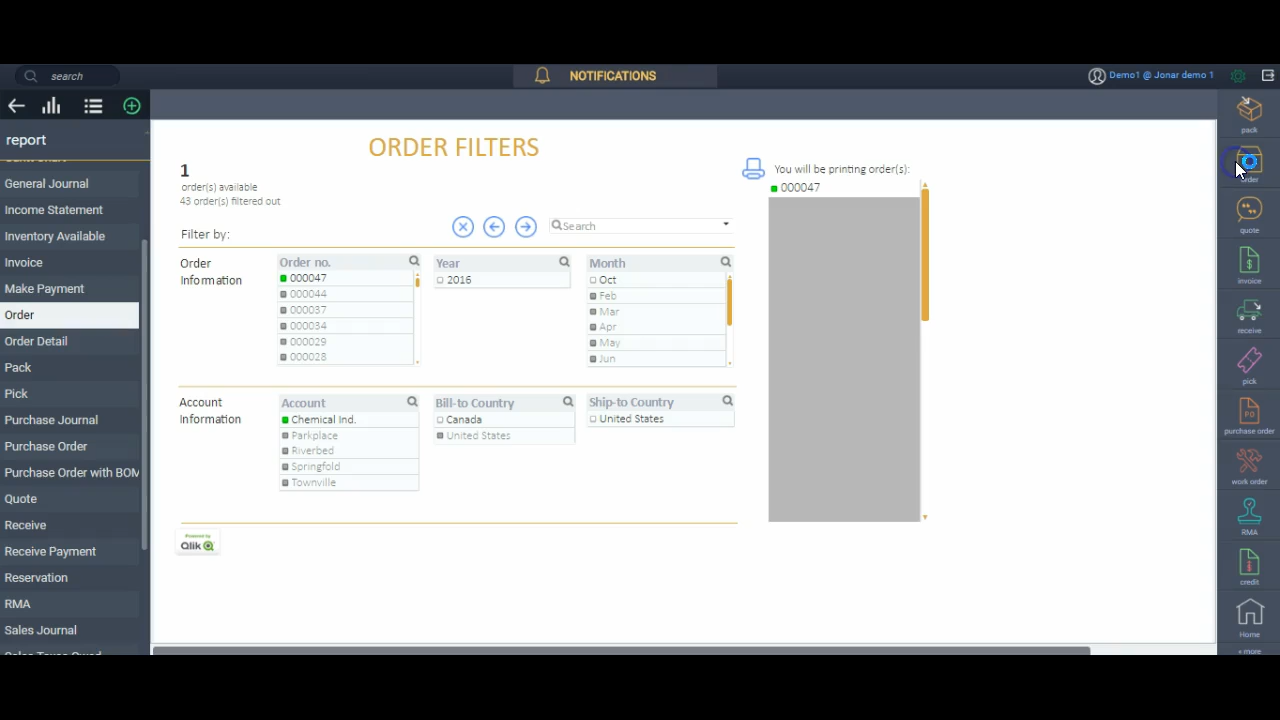 search
NOTIFICATIONS
Demo1 @ Jonar demo 1
report
General Journal
Income Statement
Inventory Available
Invoice
Make Payment
Order
Order Detail
Pack
Pick
Purchase Journal
Purchase Order
Purchase Order with BOM
Quote
Receive
Receive Payment
Reservation
RMA
Sales Journal
ORDER FILTERS
1
order(s) available
43 order(s) filtered out
Filter by:
Search
Order
Information
Order no.
000047
000044
000037
000034
000029
000028
Year
2016
Month
Oct
Feb
Mar
Apr
May
Jun
Account
Information
Account
Chemical Ind.
Parkplace
Riverbed
Springfold
Townville
Bill-to Country
Canada
United States
Ship-to Country
United States
Powered by
Qlik
You will be printing order(s):
000047
pack
order
quote
invoice
receive
pick
PO
purchase order
work order
RMA
credit
Home
« more